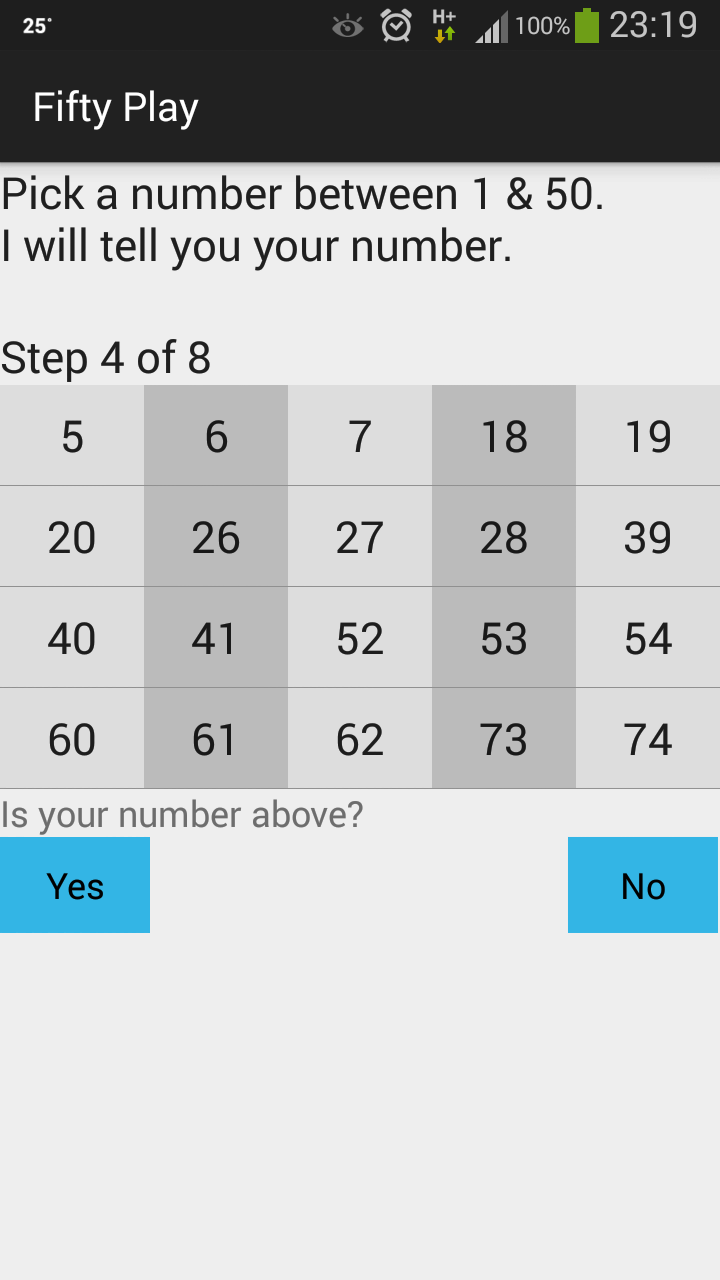 25° H+ 100% 23:19
Fifty Play
Pick a number between 1 & 50.
I will tell you your number.
Step 4 of 8
5 6 7 18 19
20 26 27 28 39
40 41 52 53 54
60 61 62 73 74
Is your number above?
Yes No